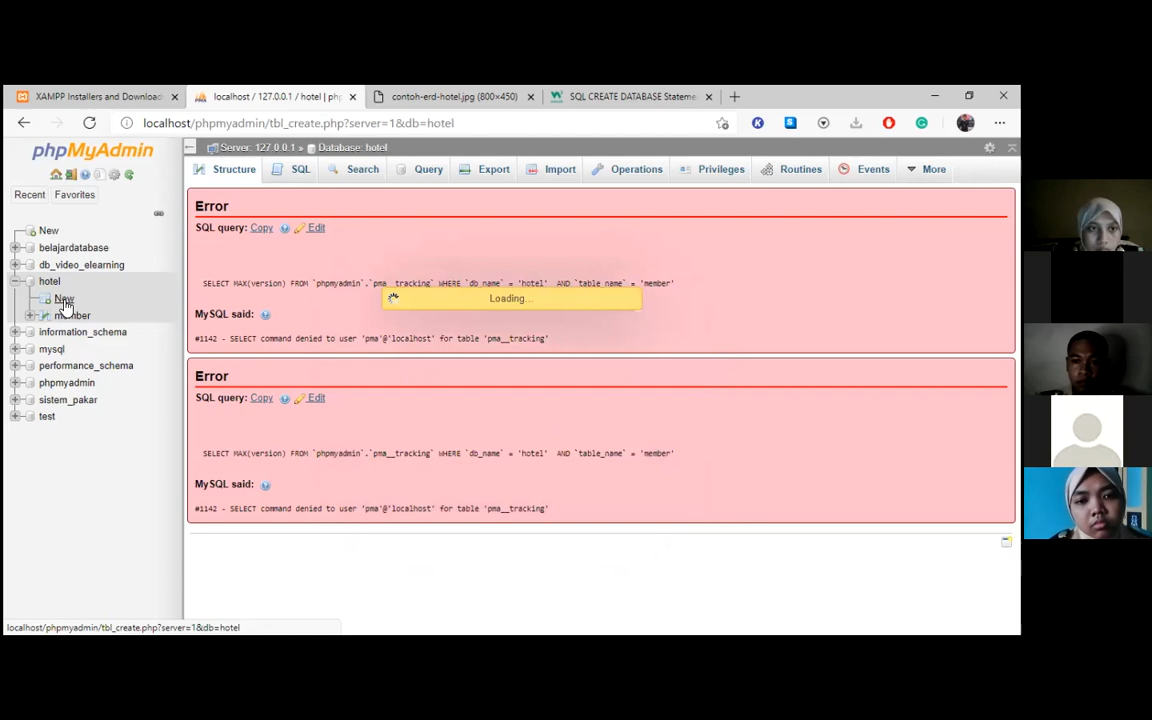 XAMPP Installers and Download
localhost / 127.0.0.1 / hotel | ph
contoh-erd-hotel.jpg (800×450)
SQL CREATE DATABASE Stateme
localhost/phpmyadmin/tbl_create.php?server=1&db=hotel
phpMyAdmin
Recent
Favorites
New
belajardatabase
db_video_elearning
hotel
New
member
information_schema
mysql
performance_schema
phpmyadmin
sistem_pakar
test
Server: 127.0.0.1 » Database: hotel
Structure
SQL
Search
Query
Export
Import
Operations
Privileges
Routines
Events
More
Error
SQL query: Copy Edit
SELECT MAX(version) FROM `phpmyadmin`.`pma__tracking` WHERE `db_name` = 'hotel' AND `table_name` = 'member'
Loading...
MySQL said:
#1142 - SELECT command denied to user 'pma'@'localhost' for table 'pma__tracking'
Error
SQL query: Copy Edit
SELECT MAX(version) FROM `phpmyadmin`.`pma__tracking` WHERE `db_name` = 'hotel' AND `table_name` = 'member'
MySQL said:
#1142 - SELECT command denied to user 'pma'@'localhost' for table 'pma__tracking'
localhost/phpmyadmin/tbl_create.php?server=1&db=hotel